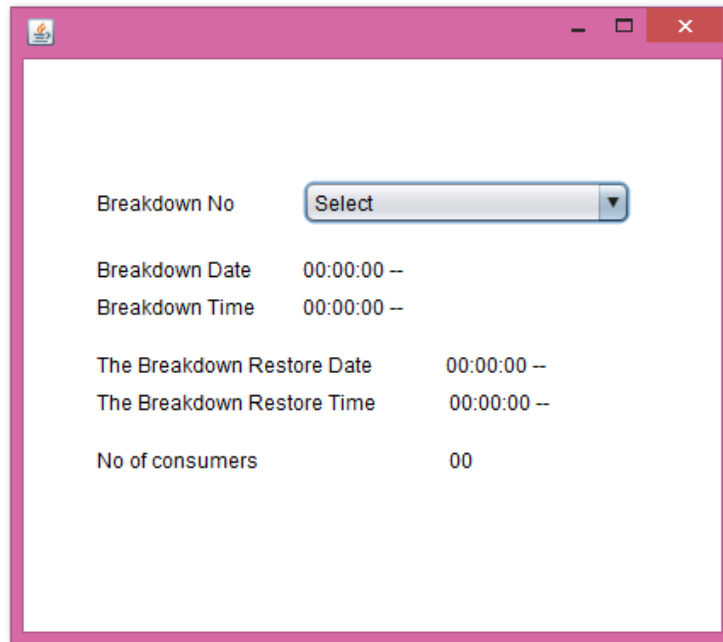 Breakdown No Select
Breakdown Date 00:00:00 --
Breakdown Time 00:00:00 --
The Breakdown Restore Date 00:00:00 --
The Breakdown Restore Time 00:00:00 --
No of consumers 00